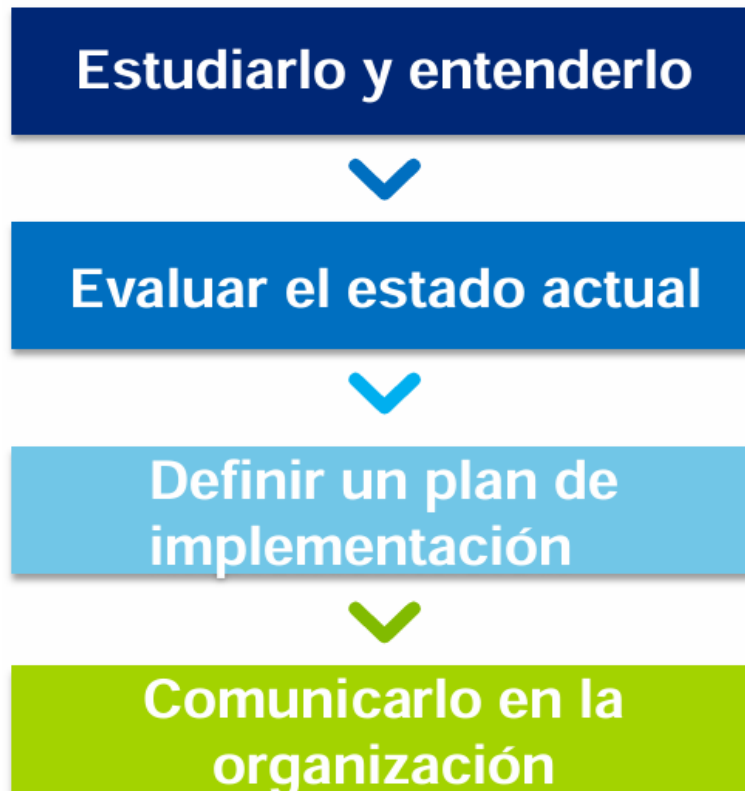 Estudiarlo y entenderlo
Evaluar el estado actual
Definir un plan de
implementación
Comunicarlo en la
organización